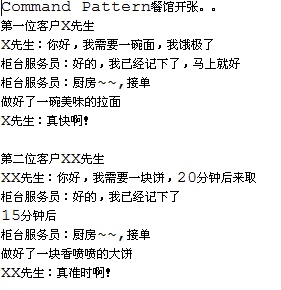 Command Pattern餐馆开张。。
第一位客户X先生
X先生：你好，我需要一碗面，我饿极了
柜台服务员：好的，我已经记下了，马上就好
柜台服务员：厨房~~，接单
做好了一碗美味的拉面
X先生：真快啊！

第二位客户XX先生
XX先生：你好，我需要一块饼，20分钟后来取
柜台服务员：好的，我已经记下了
15分钟后
柜台服务员：厨房~~，接单
做好了一块香喷喷的大饼
XX先生：真准时啊！